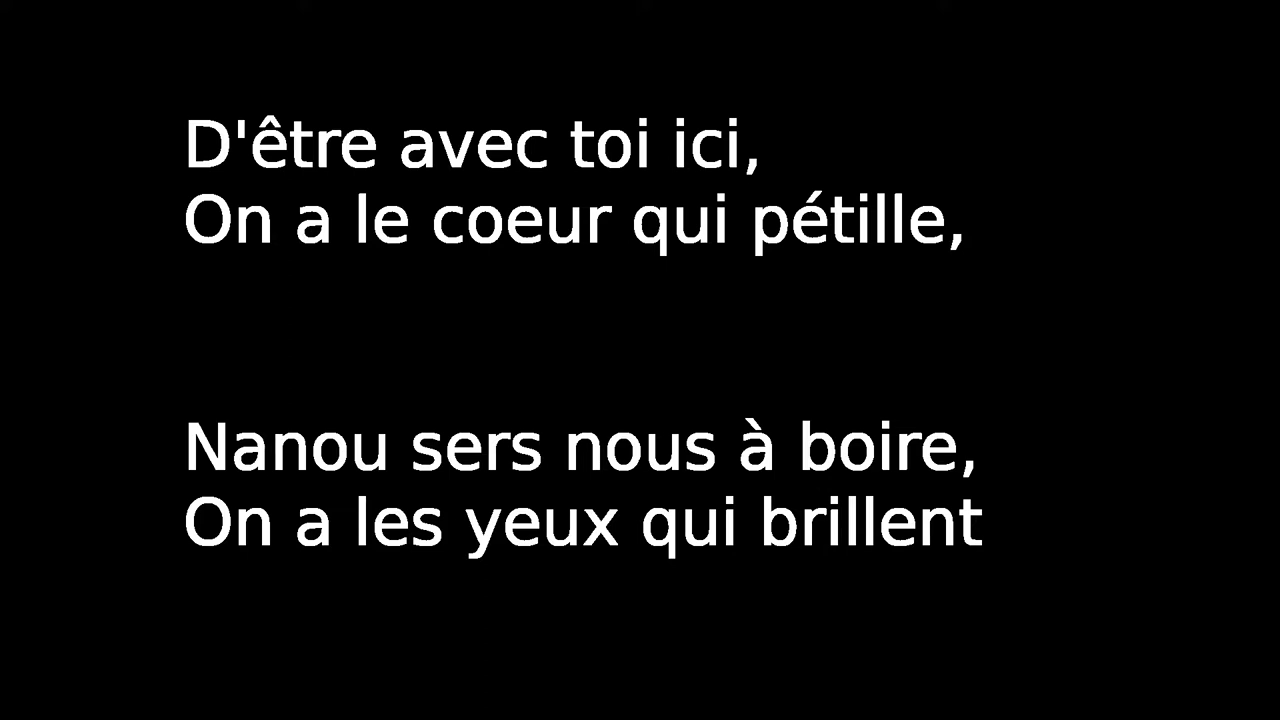 D'être avec toi ici,
On a le coeur qui pétille,
Nanou sers nous à boire,
On a les yeux qui brillent